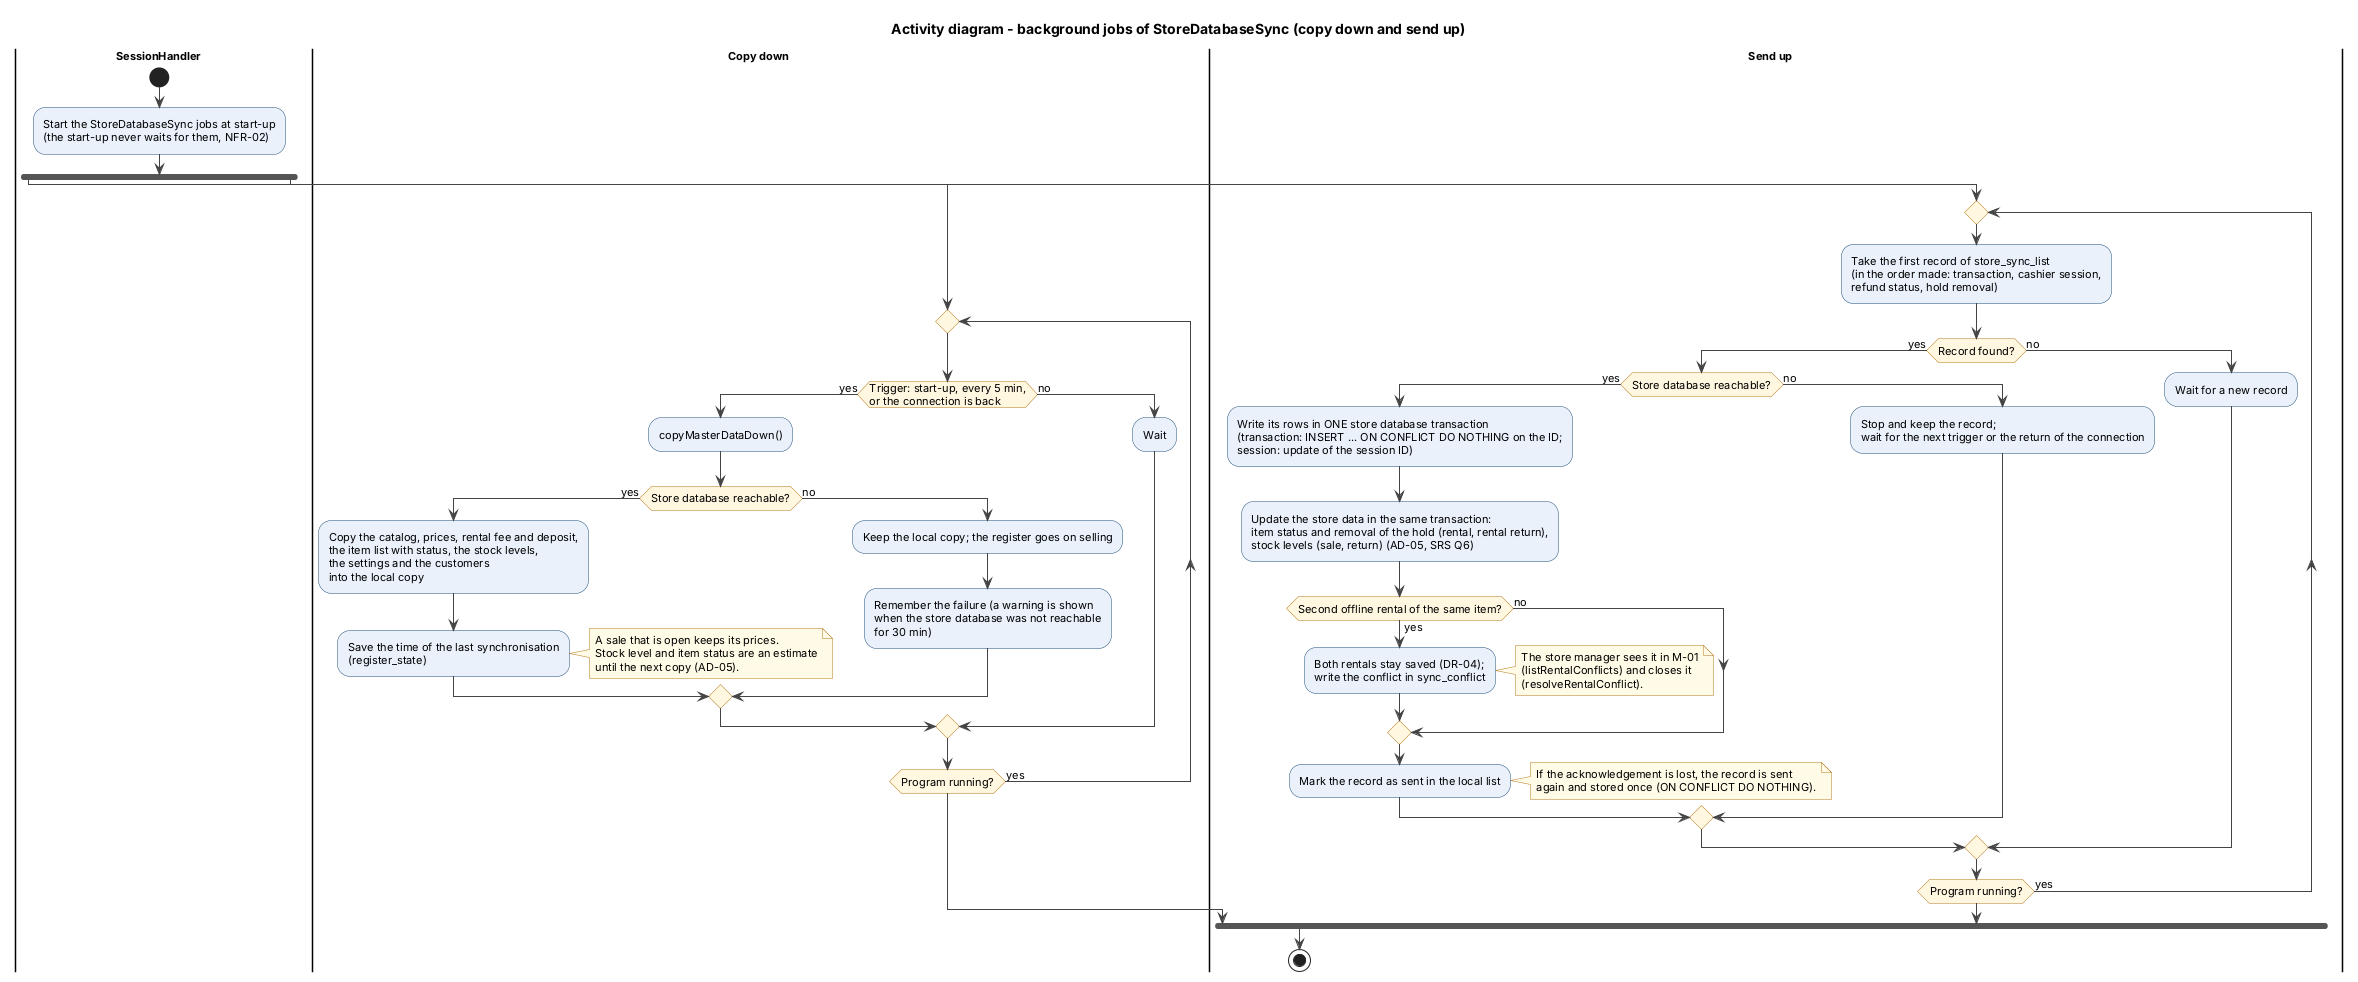 Activity diagram - background jobs of StoreDatabaseSync (copy down and send up)
SessionHandler
Start the StoreDatabaseSync jobs at start-up
(the start-up never waits for them, NFR-02)
Copy down
Trigger: start-up, every 5 min,
or the connection is back
yes
no
copyMasterDataDown()
Wait
Store database reachable?
yes
no
Copy the catalog, prices, rental fee and deposit,
the item list with status, the stock levels,
the settings and the customers
into the local copy
Keep the local copy; the register goes on selling
Save the time of the last synchronisation
(register_state)
A sale that is open keeps its prices.
Stock level and item status are an estimate
until the next copy (AD-05).
Remember the failure (a warning is shown
when the store database was not reachable
for 30 min)
Program running?
yes
Send up
Take the first record of store_sync_list
(in the order made: transaction, cashier session,
refund status, hold removal)
Record found?
yes
no
Store database reachable?
yes
no
Wait for a new record
Write its rows in ONE store database transaction
(transaction: INSERT ... ON CONFLICT DO NOTHING on the ID;
session: update of the session ID)
Stop and keep the record;
wait for the next trigger or the return of the connection
Update the store data in the same transaction:
item status and removal of the hold (rental, rental return),
stock levels (sale, return) (AD-05, SRS Q6)
Second offline rental of the same item?
no
yes
Both rentals stay saved (DR-04);
write the conflict in sync_conflict
The store manager sees it in M-01
(listRentalConflicts) and closes it
(resolveRentalConflict).
Mark the record as sent in the local list
If the acknowledgement is lost, the record is sent
again and stored once (ON CONFLICT DO NOTHING).
Program running?
yes